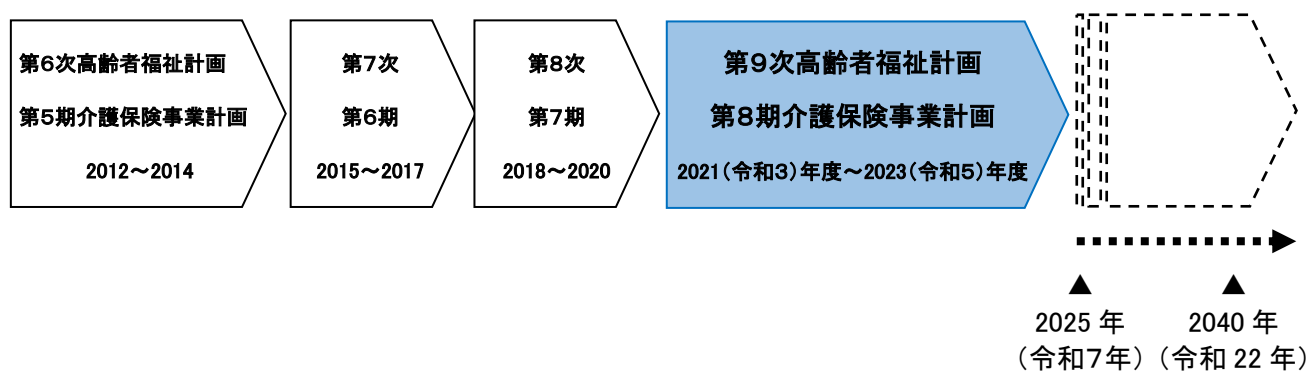 第６次高齢者福祉計画
第５期介護保険事業計画
2012～2014
第７次
第６期
2015～2017
第８次
第７期
2018～2020
第９次高齢者福祉計画
第８期介護保険事業計画
2021（令和３）年度～2023（令和５）年度
2025 年
（令和７年）
2040 年
（令和 22 年）